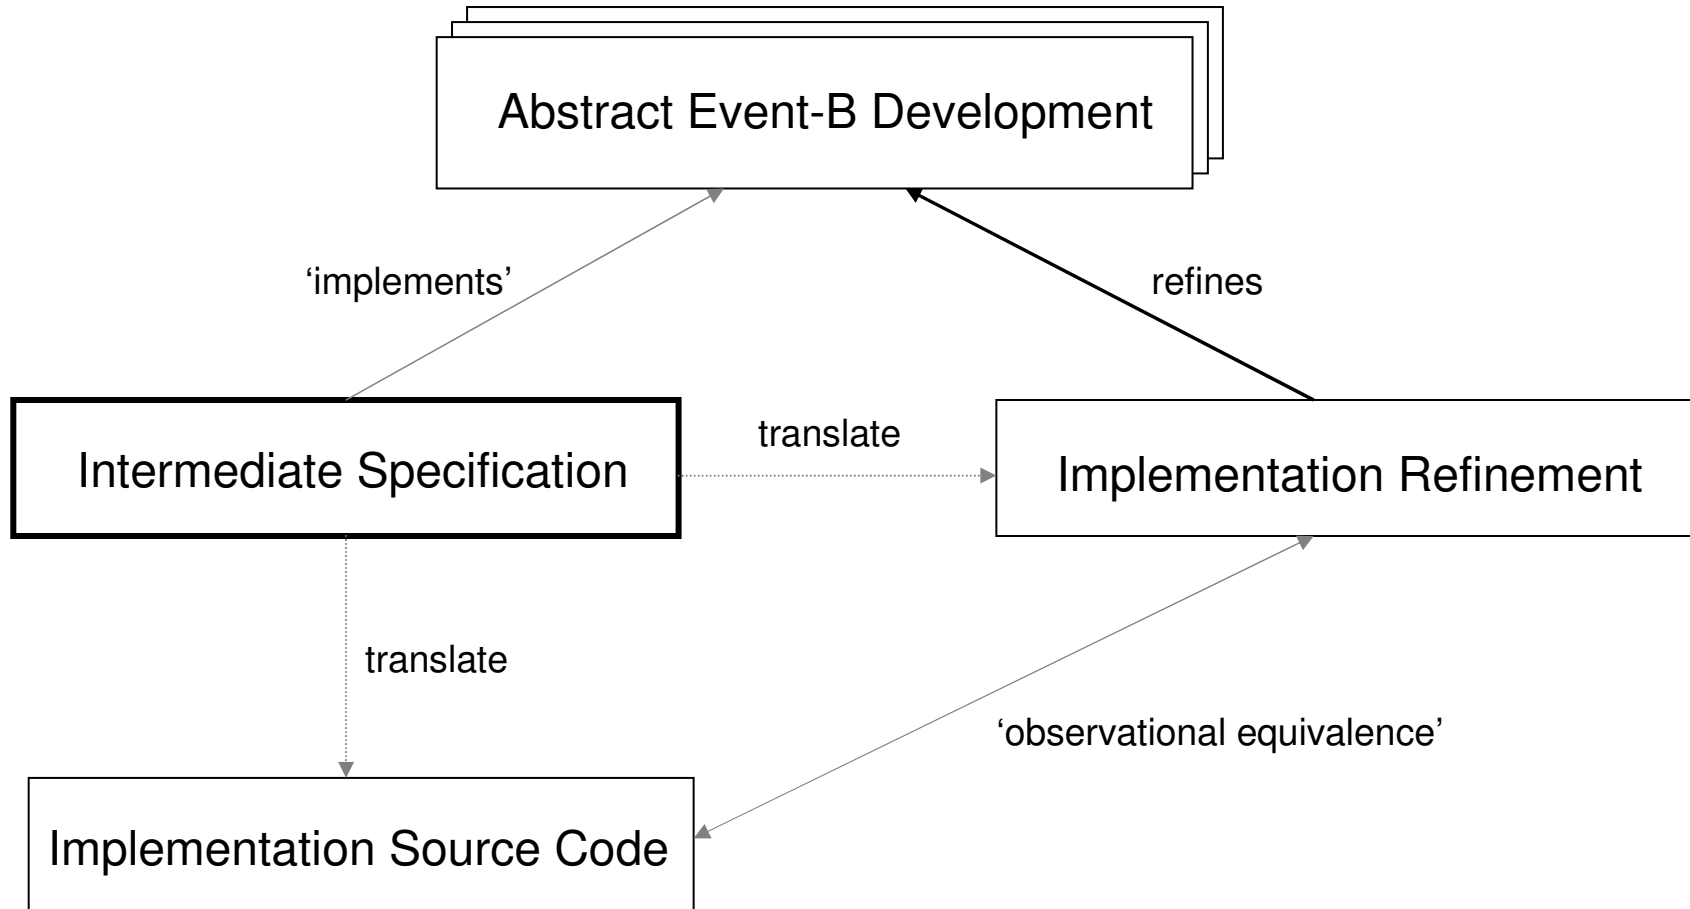 Abstract Event-B Development
‘implements’
refines
translate
Intermediate Specification
Implementation Refinement
translate
‘observational equivalence’
Implementation Source Code